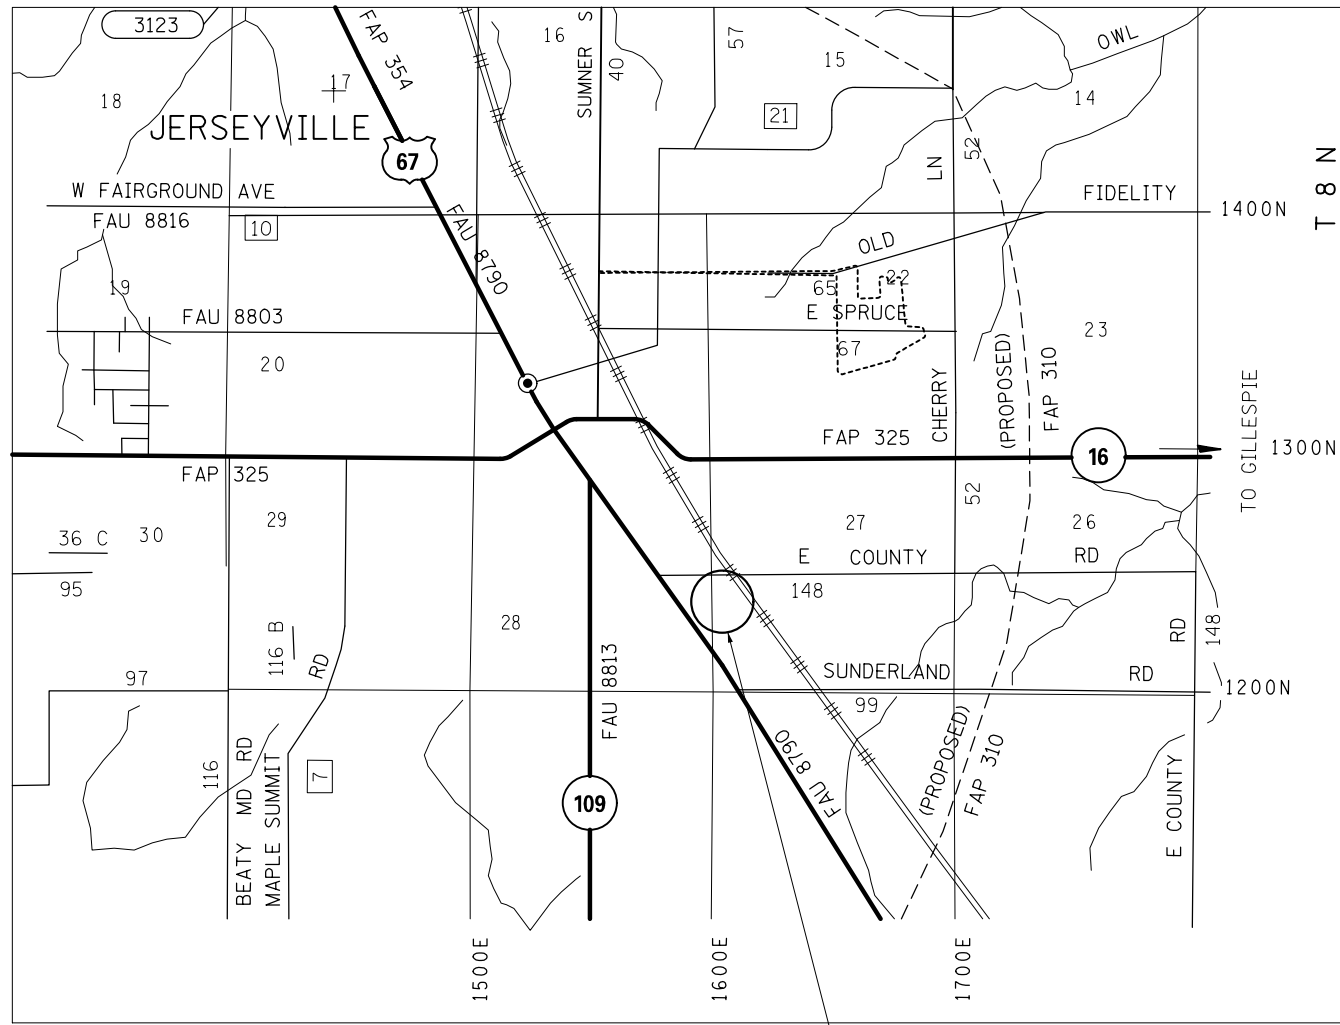 3123
FAP 354
16
SUMNER S
40
57
15
OWL
14
18
17
21
JERSEYVILLE
67
52
LN
T 8 N
W FAIRGROUND AVE
FIDELITY
FAU 8816
10
1400N
FAU 8790
OLD
19
65
22
FAU 8803
E SPRUCE
23
20
67
(PROPOSED)
FAP 310
CHERRY
FAP 325
16
TO GILLESPIE
1300N
FAP 325
52
29
27
26
36 C
30
E COUNTY RD
95
148
28
116 B
RD
RD
148
97
FAU 8813
SUNDERLAND RD
1200N
99
116
BEATY MD RD
MAPLE SUMMIT
7
FAU 8790
(PROPOSED)
FAP 310
109
E COUNTY
1500E
1600E
1700E